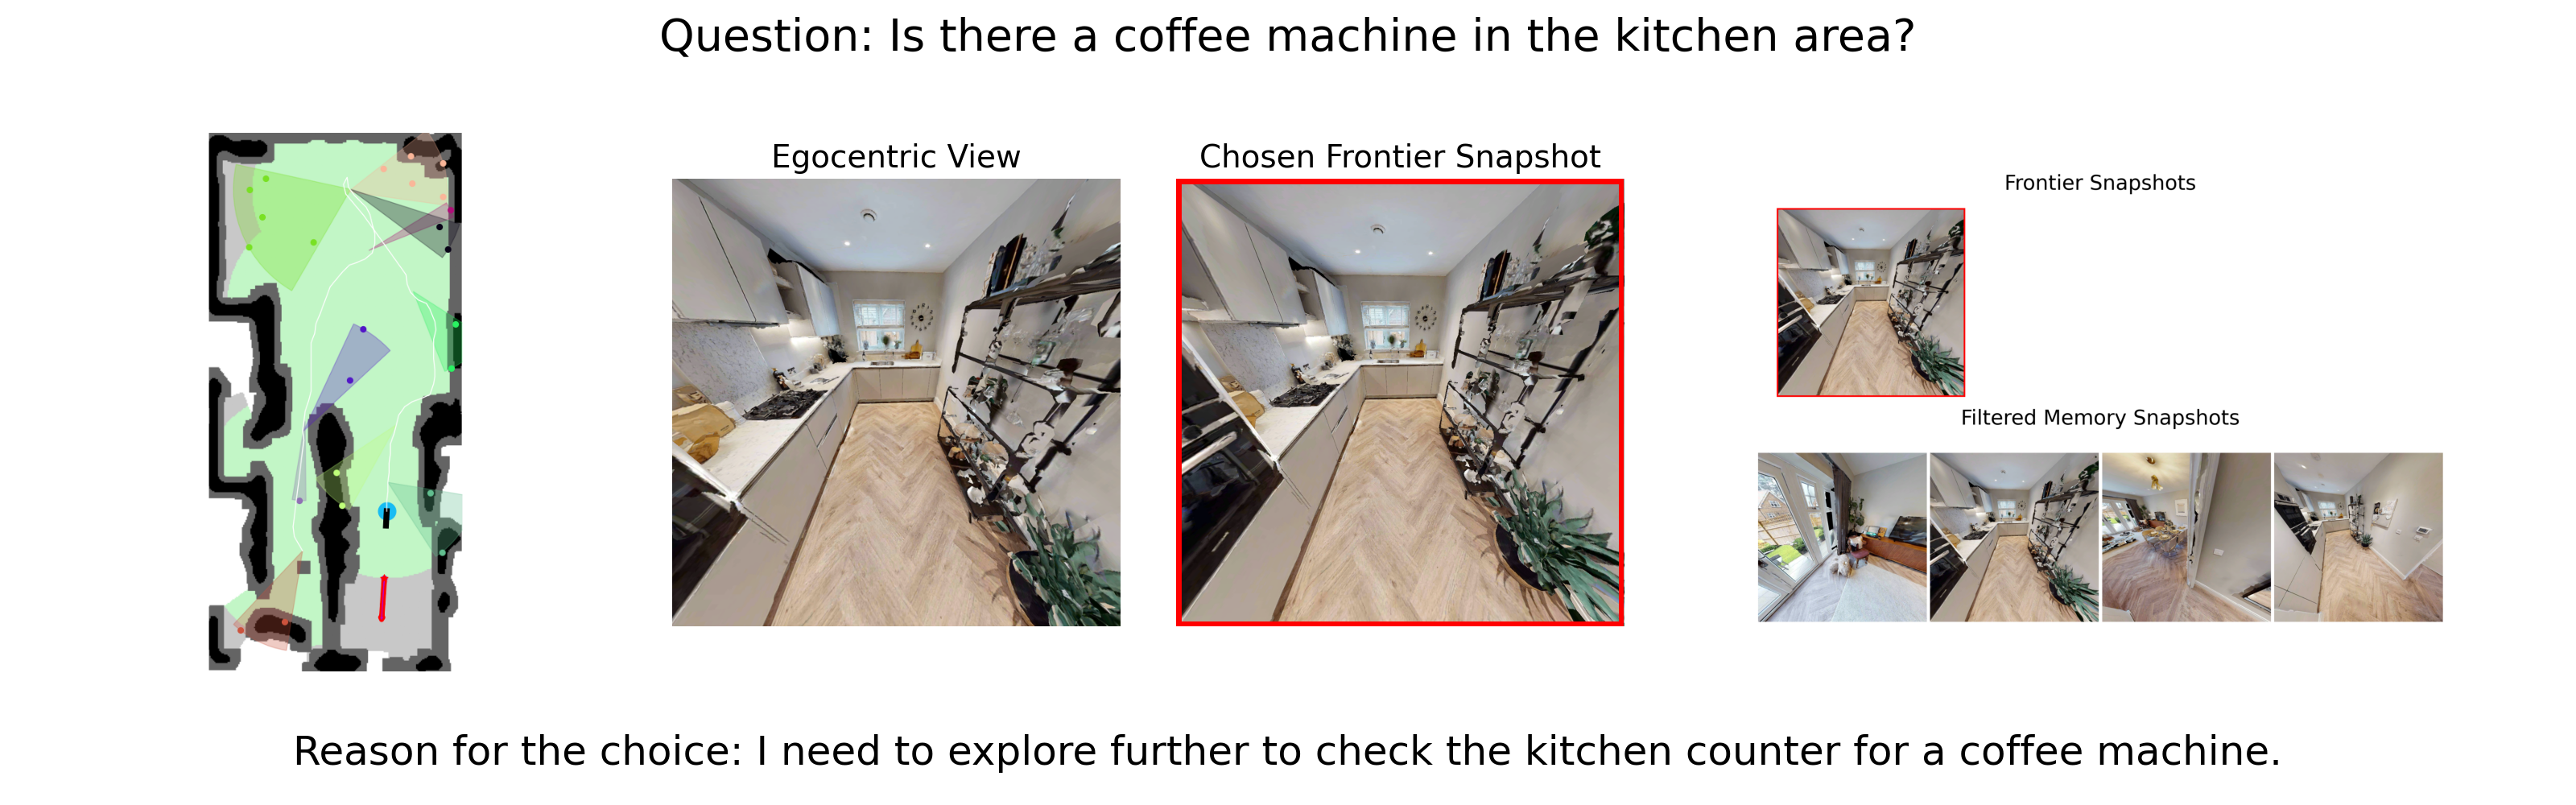 Question: Is there a coffee machine in the kitchen area?
Egocentric View
Chosen Frontier Snapshot
Frontier Snapshots
Filtered Memory Snapshots
Reason for the choice: I need to explore further to check the kitchen counter for a coffee machine.